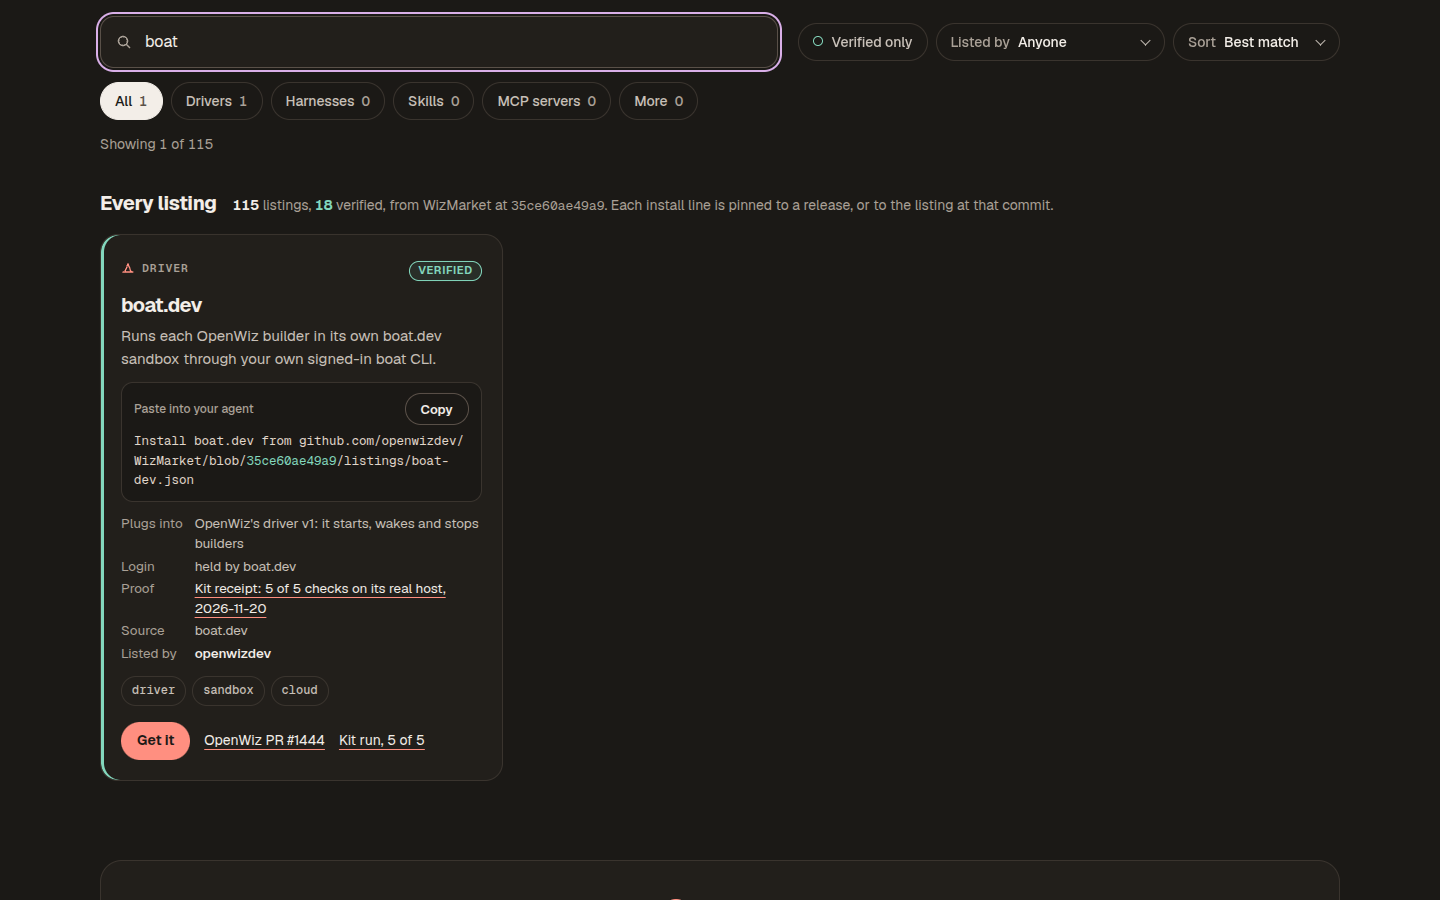 boat
Verified only
Listed by Anyone
Sort Best match
All 1
Drivers 1
Harnesses 0
Skills 0
MCP servers 0
More 0
Showing 1 of 115
Every listing 115 listings, 18 verified, from WizMarket at 35ce60ae49a9. Each install line is pinned to a release, or to the listing at that commit.
DRIVER
VERIFIED
boat.dev
Runs each OpenWiz builder in its own boat.dev
sandbox through your own signed-in boat CLI.
Paste into your agent
Copy
Install boat.dev from github.com/openwizdev/
WizMarket/blob/35ce60ae49a9/listings/boat-
dev.json
Plugs into OpenWiz's driver v1: it starts, wakes and stops
builders
Login held by boat.dev
Proof Kit receipt: 5 of 5 checks on its real host,
2026-11-20
Source boat.dev
Listed by openwizdev
driver
sandbox
cloud
Get it
OpenWiz PR #1444
Kit run, 5 of 5